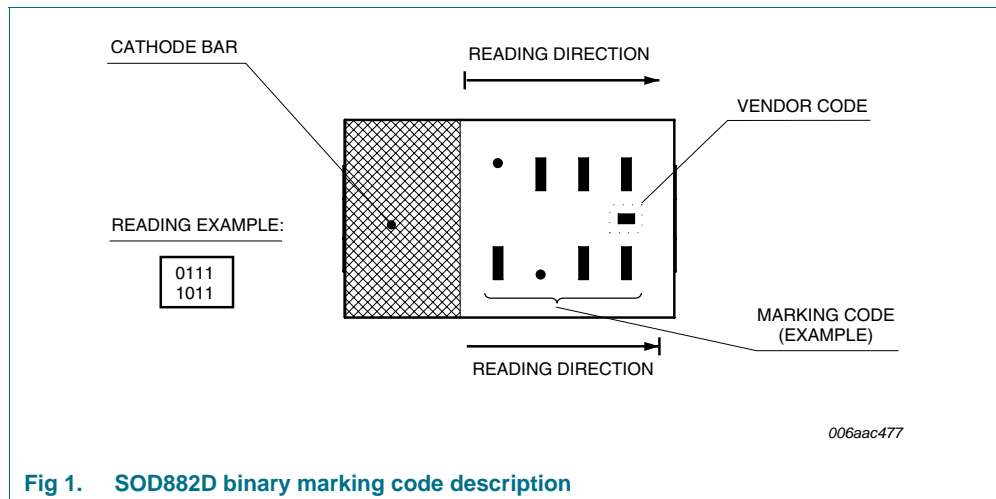 CATHODE BAR
READING DIRECTION
VENDOR CODE
READING EXAMPLE:
0111
1011
MARKING CODE
(EXAMPLE)
READING DIRECTION
006aac477
Fig 1. SOD882D binary marking code description